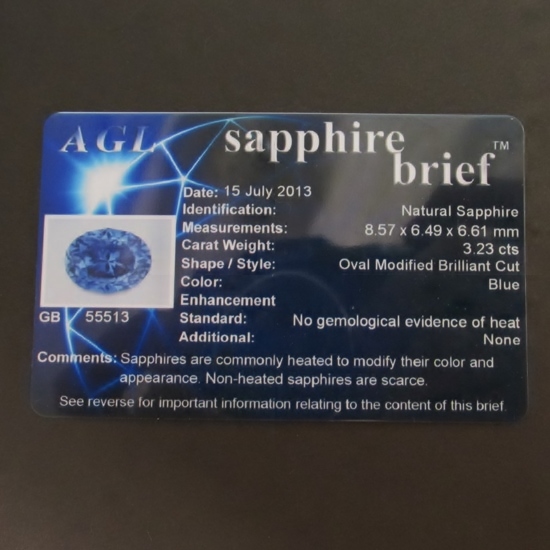 AGL sapphire brief™
Date: 15 July 2013
Identification: Natural Sapphire
Measurements: 8.57 x 6.49 x 6.61 mm
Carat Weight: 3.23 cts
Shape / Style: Oval Modified Brilliant Cut
Color: Blue
Enhancement
Standard: No gemological evidence of heat
Additional: None
GB 55513
Comments: Sapphires are commonly heated to modify their color and
appearance. Non-heated sapphires are scarce.
See reverse for important information relating to the content of this brief.